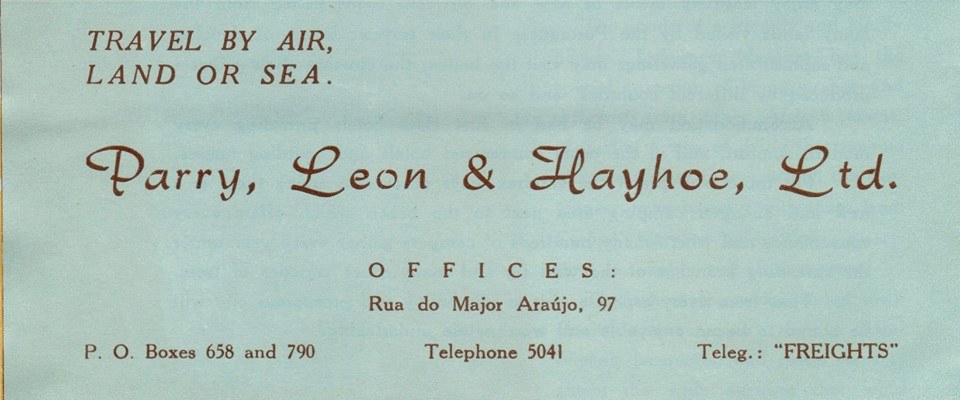 TRAVEL BY AIR,
LAND OR SEA.
Parry, Leon & Hayhoe, Ltd.
OFFICES:
Rua do Major Araújo, 97
P. O. Boxes 658 and 790 Telephone 5041 Teleg.: "FREIGHTS"